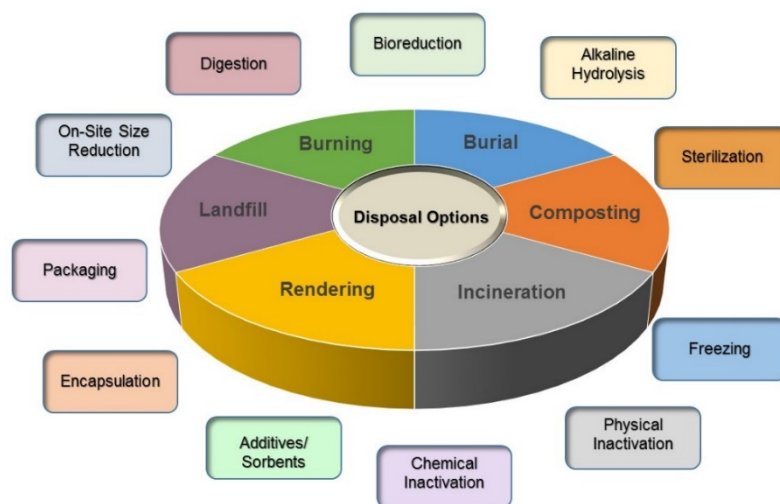 Bioreduction
Digestion
Alkaline
Hydrolysis
On-Site Size
Reduction
Burning
Burial
Sterilization
Landfill
Disposal Options
Composting
Packaging
Rendering
Incineration
Encapsulation
Freezing
Additives/
Sorbents
Physical
Inactivation
Chemical
Inactivation